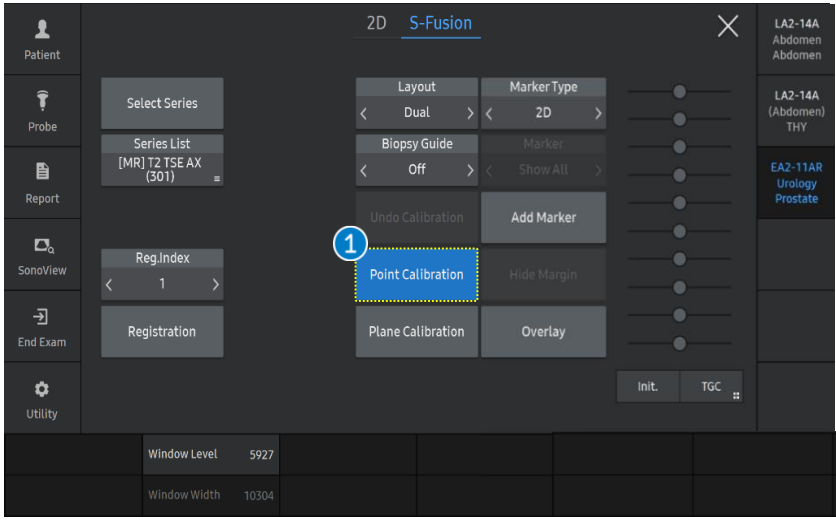 Patient
Probe
Report
SonoView
End Exam
Utility
2D S-Fusion
Select Series
Series List
[MR] T2 TSE AX
(301)
Reg.Index
1
Registration
Layout
Dual
Marker Type
2D
Biopsy Guide
Off
Marker
Show All
Undo Calibration
Add Marker
1
Point Calibration
Hide Margin
Plane Calibration
Overlay
Init.
TGC
LA2-14A
Abdomen
Abdomen
LA2-14A
(Abdomen)
THY
EA2-11AR
Urology
Prostate
Window Level 5927
Window Width 10304